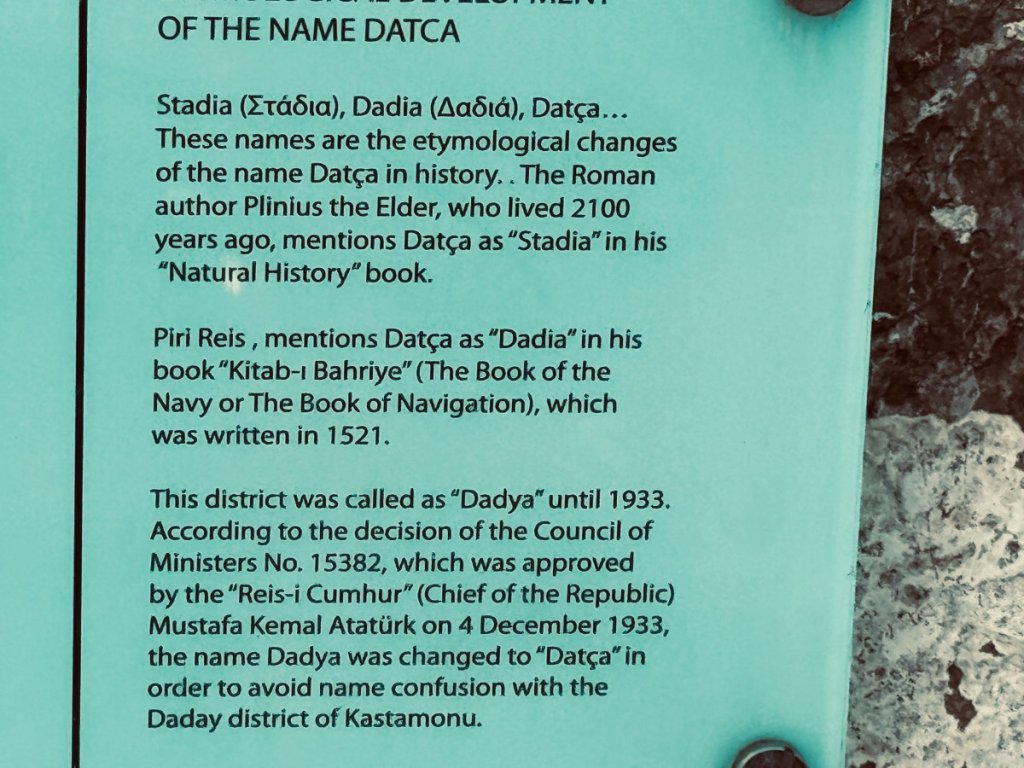 OF THE NAME DATCA
Stadia (Στάδια), Dadia (Δαδιά), Datça...
These names are the etymological changes
of the name Datça in history. . The Roman
author Plinius the Elder, who lived 2100
years ago, mentions Datça as “Stadia” in his
“Natural History” book.
Piri Reis , mentions Datça as “Dadia” in his
book “Kitab-ı Bahriye” (The Book of the
Navy or The Book of Navigation), which
was written in 1521.
This district was called as “Dadya” until 1933.
According to the decision of the Council of
Ministers No. 15382, which was approved
by the “Reis-i Cumhur” (Chief of the Republic)
Mustafa Kemal Atatürk on 4 December 1933,
the name Dadya was changed to “Datça” in
order to avoid name confusion with the
Daday district of Kastamonu.